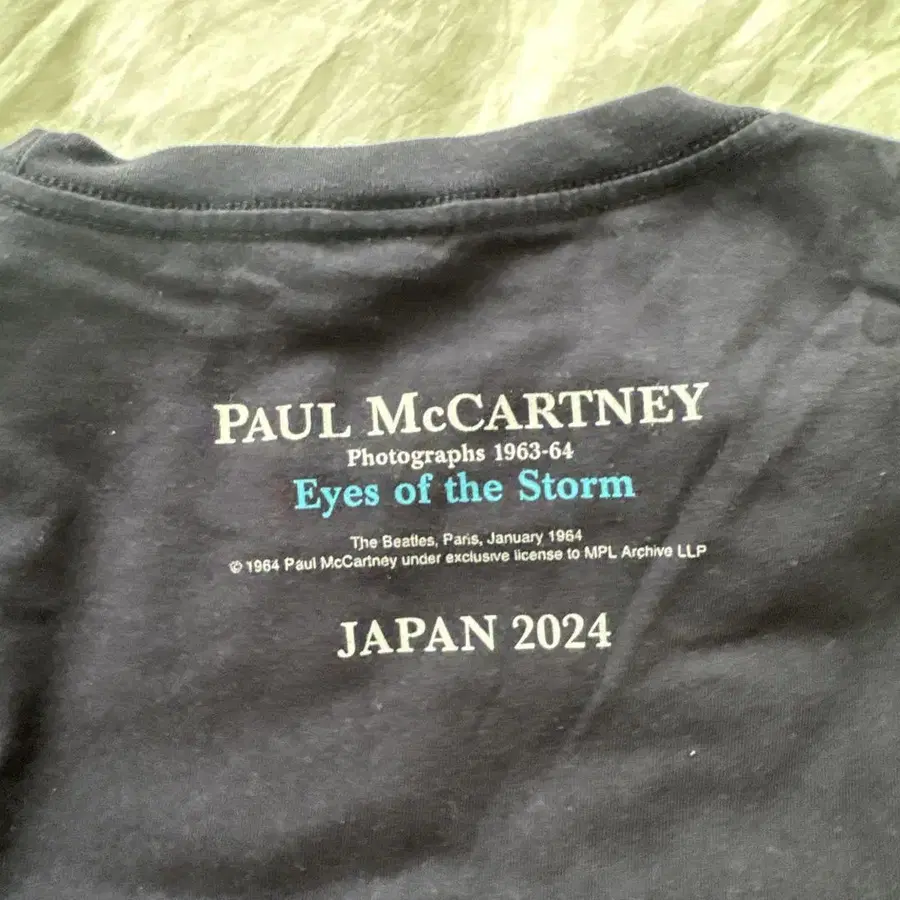 PAUL McCARTNEY
Photographs 1963-64
Eyes of the Storm
The Beatles, Paris, January 1964
© 1964 Paul McCartney under exclusive license to MPL Archive LLP
JAPAN 2024